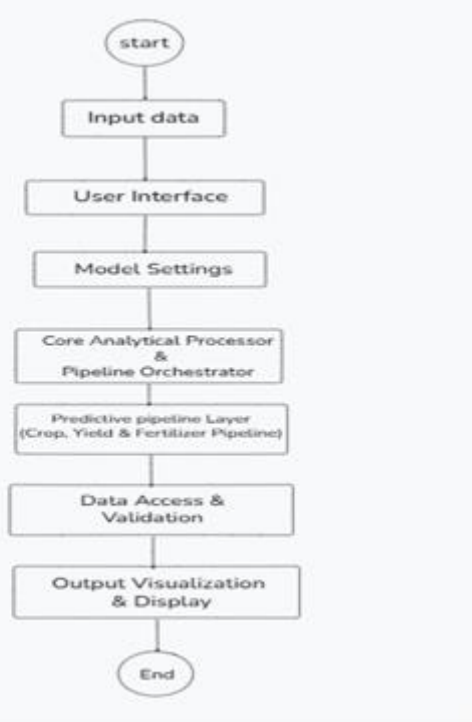 start
Input data
User Interface
Model Settings
Core Analytical Processor
&
Pipeline Orchestrator
Predictive pipeline Layer
(Crop, Yield & Fertilizer Pipeline)
Data Access &
Validation
Output Visualization
& Display
End